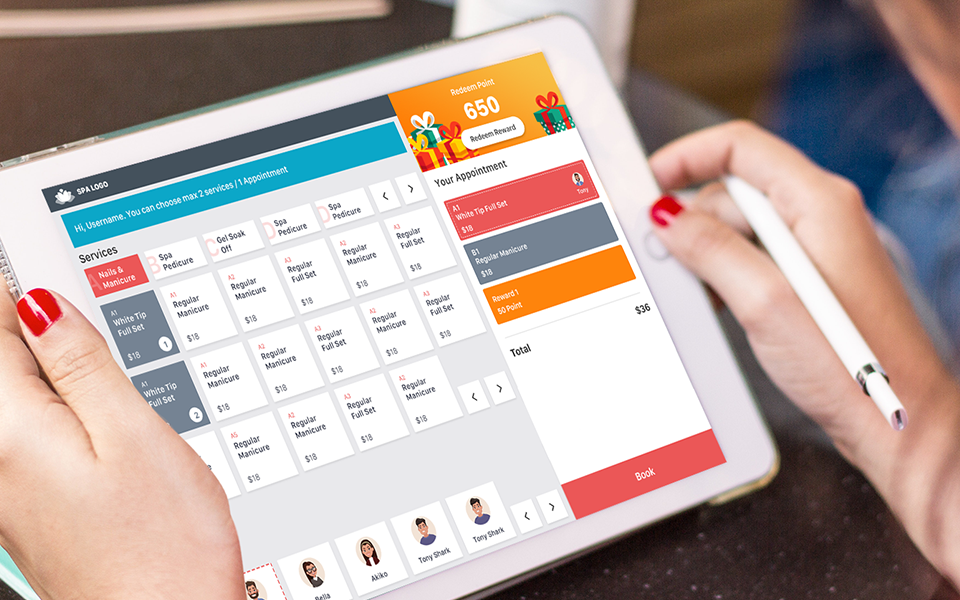 SPA LOGO
Hi, Username. You can choose max 2 services / 1 Appointment
Services
A
Nails &
Manicure
B
Spa
Pedicure
C
Gel Soak
Off
D
Spa
Pedicure
D
Spa
Pedicure
A1
White Tip
Full Set
$18
1
A1
Regular
Manicure
$18
A2
Regular
Manicure
$18
A3
Regular
Full Set
$18
A2
Regular
Manicure
$18
A3
Regular
Full Set
$18
A1
White Tip
Full Set
$18
2
A1
Regular
Manicure
$18
A2
Regular
Manicure
$18
A3
Regular
Full Set
$18
A2
Regular
Manicure
$18
A3
Regular
Full Set
$18
A5
Regular
Manicure
$18
A2
Regular
Manicure
$18
A3
Regular
Full Set
$18
A2
Regular
Manicure
$18
Bella
Akiko
Tony Shark
Tony Shark
Redeem Point
650
Redeem Reward
Your Appointment
A1
White Tip Full Set
$18
Tony
B1
Regular Manicure
$18
Reward 1
50 Point
Total
$36
Book